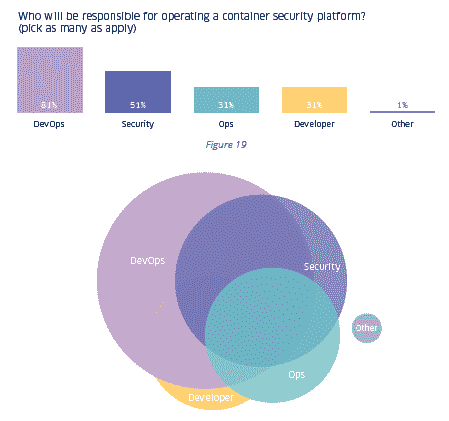 Who will be responsible for operating a container security platform?
(pick as many as apply)
81% 51% 31% 31% 1%
DevOps Security Ops Developer Other
Figure 19
DevOps
Security
Other
Ops
Developer